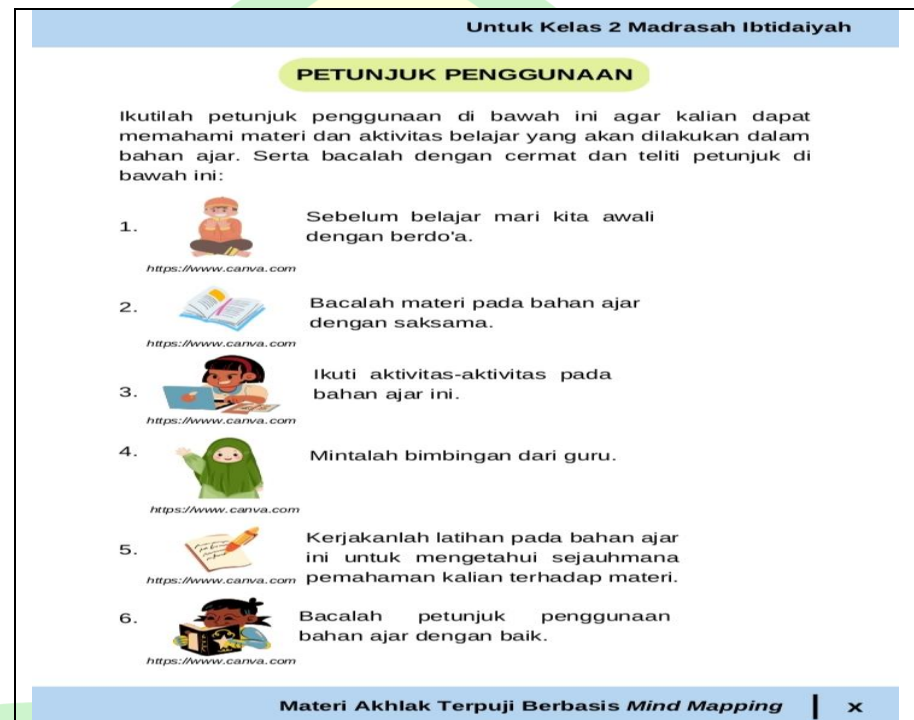 Untuk Kelas 2 Madrasah Ibtidaiyah
PETUNJUK PENGGUNAAN
Ikutilah petunjuk penggunaan di bawah ini agar kalian dapat
memahami materi dan aktivitas belajar yang akan dilakukan dalam
bahan ajar. Serta bacalah dengan cermat dan teliti petunjuk di
bawah ini:
1.
Sebelum belajar mari kita awali
dengan berdo'a.
https://www.canva.com
2.
Bacalah materi pada bahan ajar
dengan saksama.
https://www.canva.com
3.
Ikuti aktivitas-aktivitas pada
bahan ajar ini.
https://www.canva.com
4.
Mintalah bimbingan dari guru.
https://www.canva.com
5.
Kerjakanlah latihan pada bahan ajar
ini untuk mengetahui sejauhmana
pemahaman kalian terhadap materi.
https://www.canva.com
6.
Bacalah petunjuk penggunaan
bahan ajar dengan baik.
https://www.canva.com
Materi Akhlak Terpuji Berbasis Mind Mapping | x